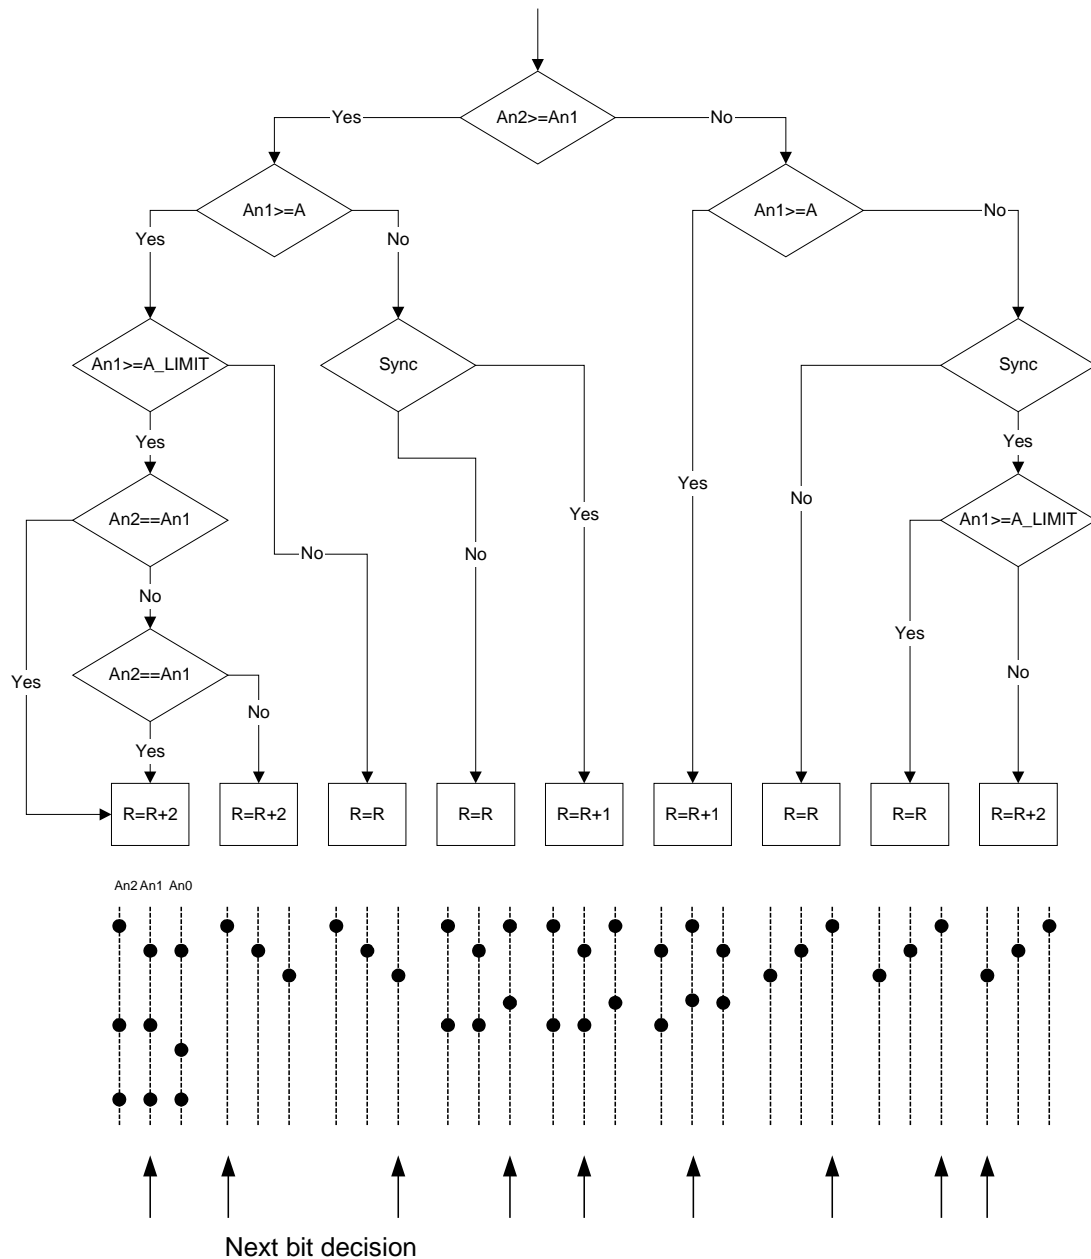 An2>=An1
Yes
No
An1>=A
An1>=A
Yes
No
No
An1>=A_LIMIT
Sync
Sync
Yes
Yes
Yes
No
An2==An1
Yes
An1>=A_LIMIT
No
No
No
Yes
An2==An1
Yes
No
No
Yes
R=R+2
R=R+2
R=R
R=R
R=R+1
R=R+1
R=R
R=R
R=R+2
An2 An1 An0
Next bit decision